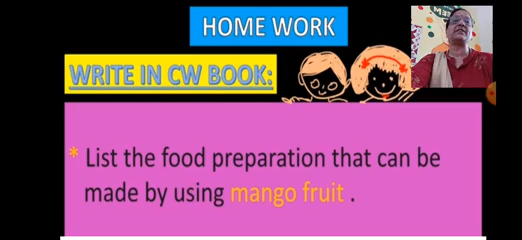 HOME WORK
WRITE IN CW BOOK:
* List the food preparation that can be
made by using mango fruit .